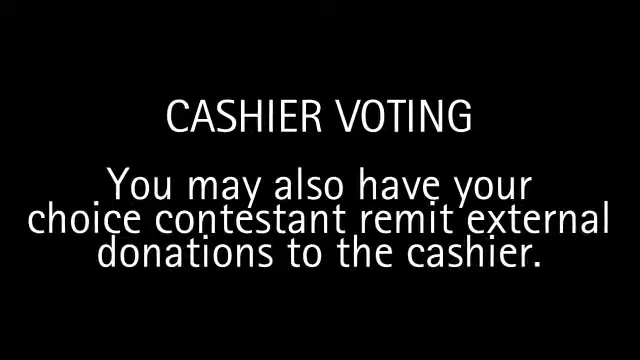 CASHIER VOTING
You may also have your
choice contestant remit external
donations to the cashier.